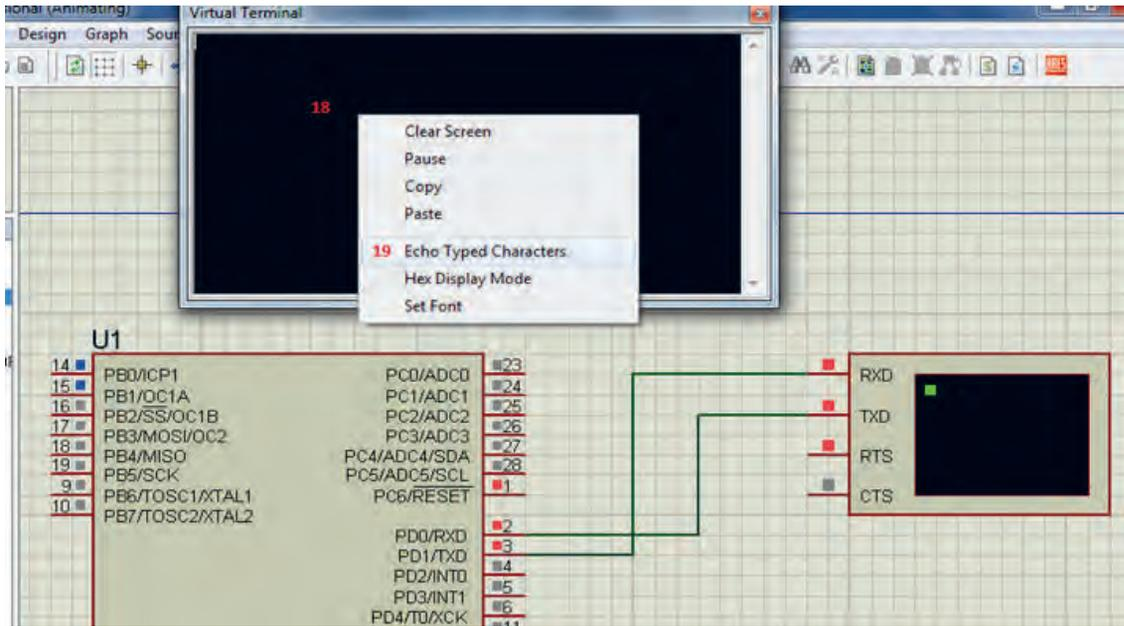 sional (Animating)
Virtual Terminal
Design Graph Sour
ARES
18
Clear Screen
Pause
Copy
Paste
19 Echo Typed Characters
Hex Display Mode
Set Font
U1
14 PB0/ICP1
15 PB1/OC1A
16 PB2/SS/OC1B
17 PB3/MOSI/OC2
18 PB4/MISO
19 PB5/SCK
9 PB6/TOSC1/XTAL1
10 PB7/TOSC2/XTAL2
PC0/ADC0 23
PC1/ADC1 24
PC2/ADC2 25
PC3/ADC3 26
PC4/ADC4/SDA 27
PC5/ADC5/SCL 28
PC6/RESET 1
PD0/RXD 2
PD1/TXD 3
PD2/INT0 4
PD3/INT1 5
PD4/T0/XCK 6
11
RXD
TXD
RTS
CTS